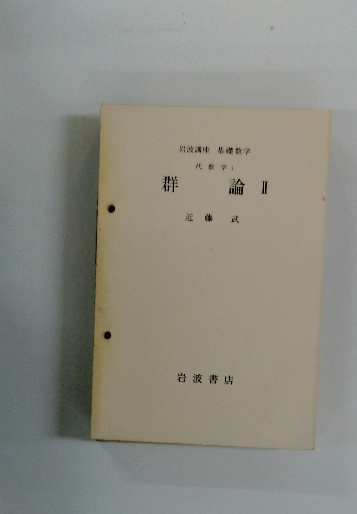 岩波講座 基礎数学
代数学 i
群 論 II
近藤 武
岩波書店